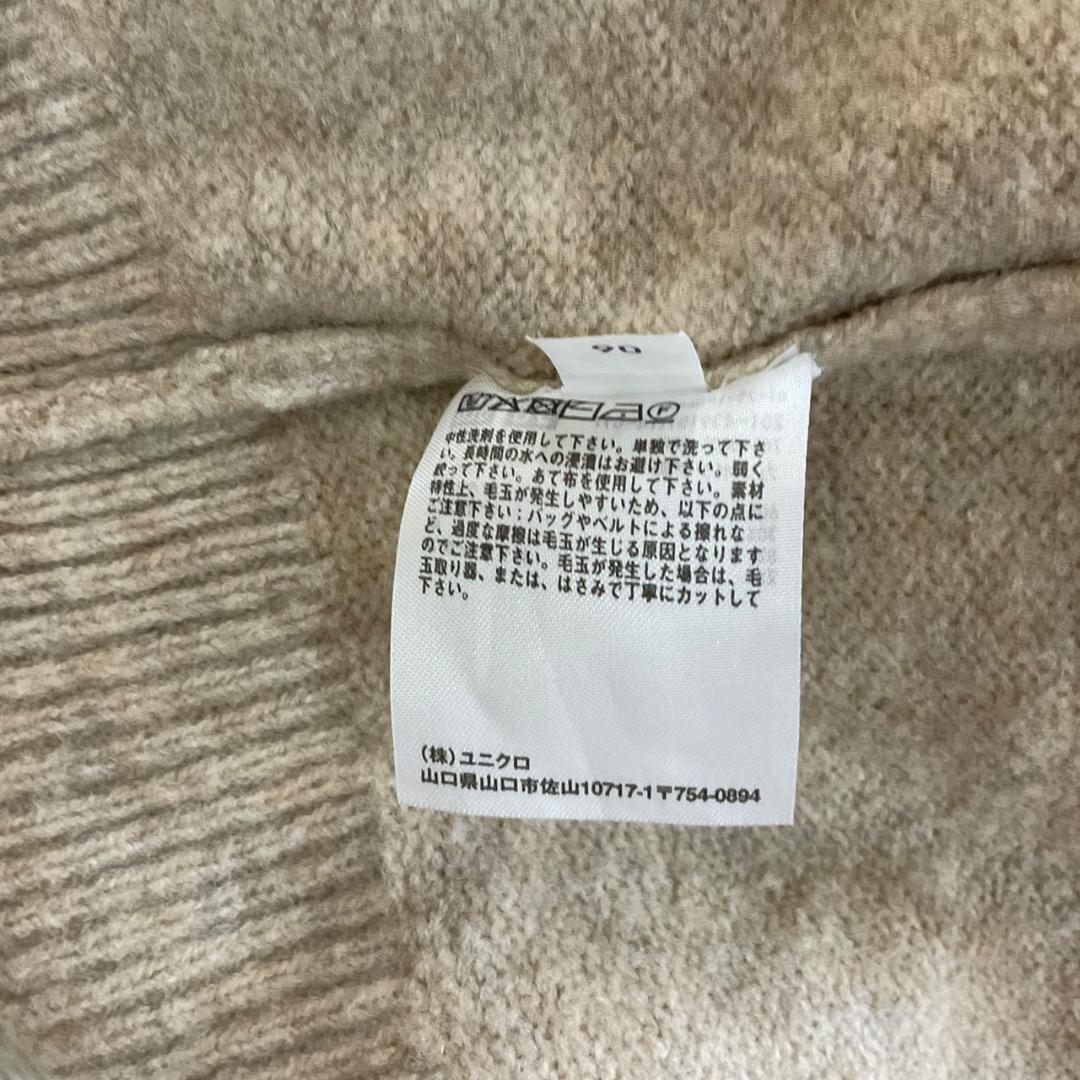 90
中性洗剤を使用して下さい。単独で洗って下さ
い。長時間の水への浸漬はお避け下さい。弱く
絞って下さい。あて布を使用して下さい。素材
特性上、毛玉が発生しやすいため、以下の点に
ご注意下さい:バッグやベルトによる擦れな
ど、過度な摩擦は毛玉が生じる原因となります
のでご注意下さい。毛玉が発生した場合は、毛
玉取り器、または、はさみで丁寧にカットして
下さい。
(株)ユニクロ
山口県山口市佐山10717-1〒754-0894